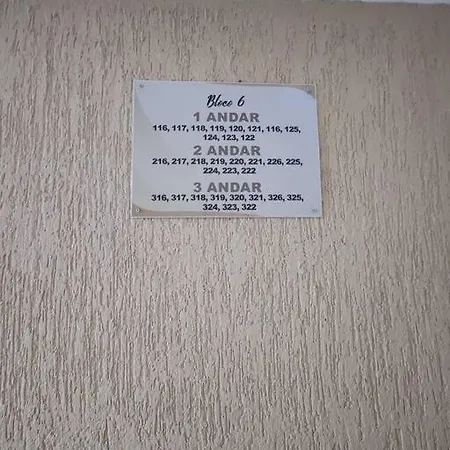 Bloco 6
1 ANDAR
116, 117, 118, 119, 120, 121, 116, 125,
124, 123, 122
2 ANDAR
216, 217, 218, 219, 220, 221, 226, 225,
224, 223, 222
3 ANDAR
316, 317, 318, 319, 320, 321, 326, 325,
324, 323, 322